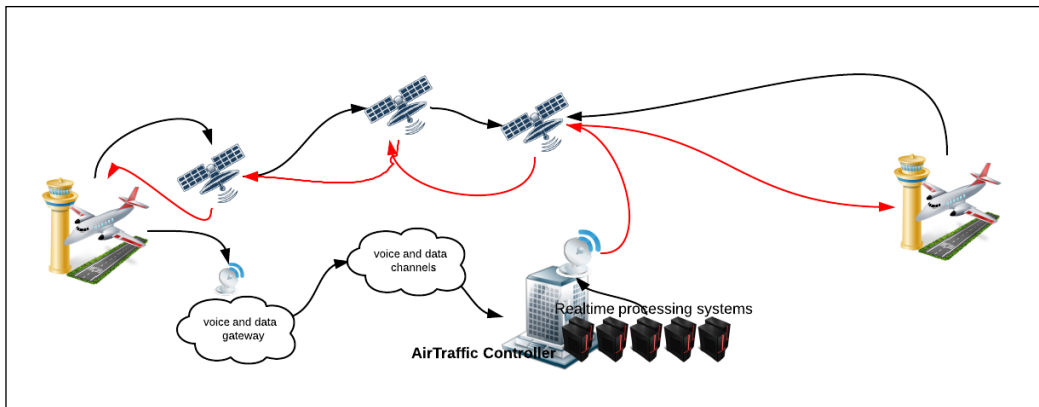 voice and data
channels
Realtime processing systems
voice and data
gateway
AirTraffic Controller